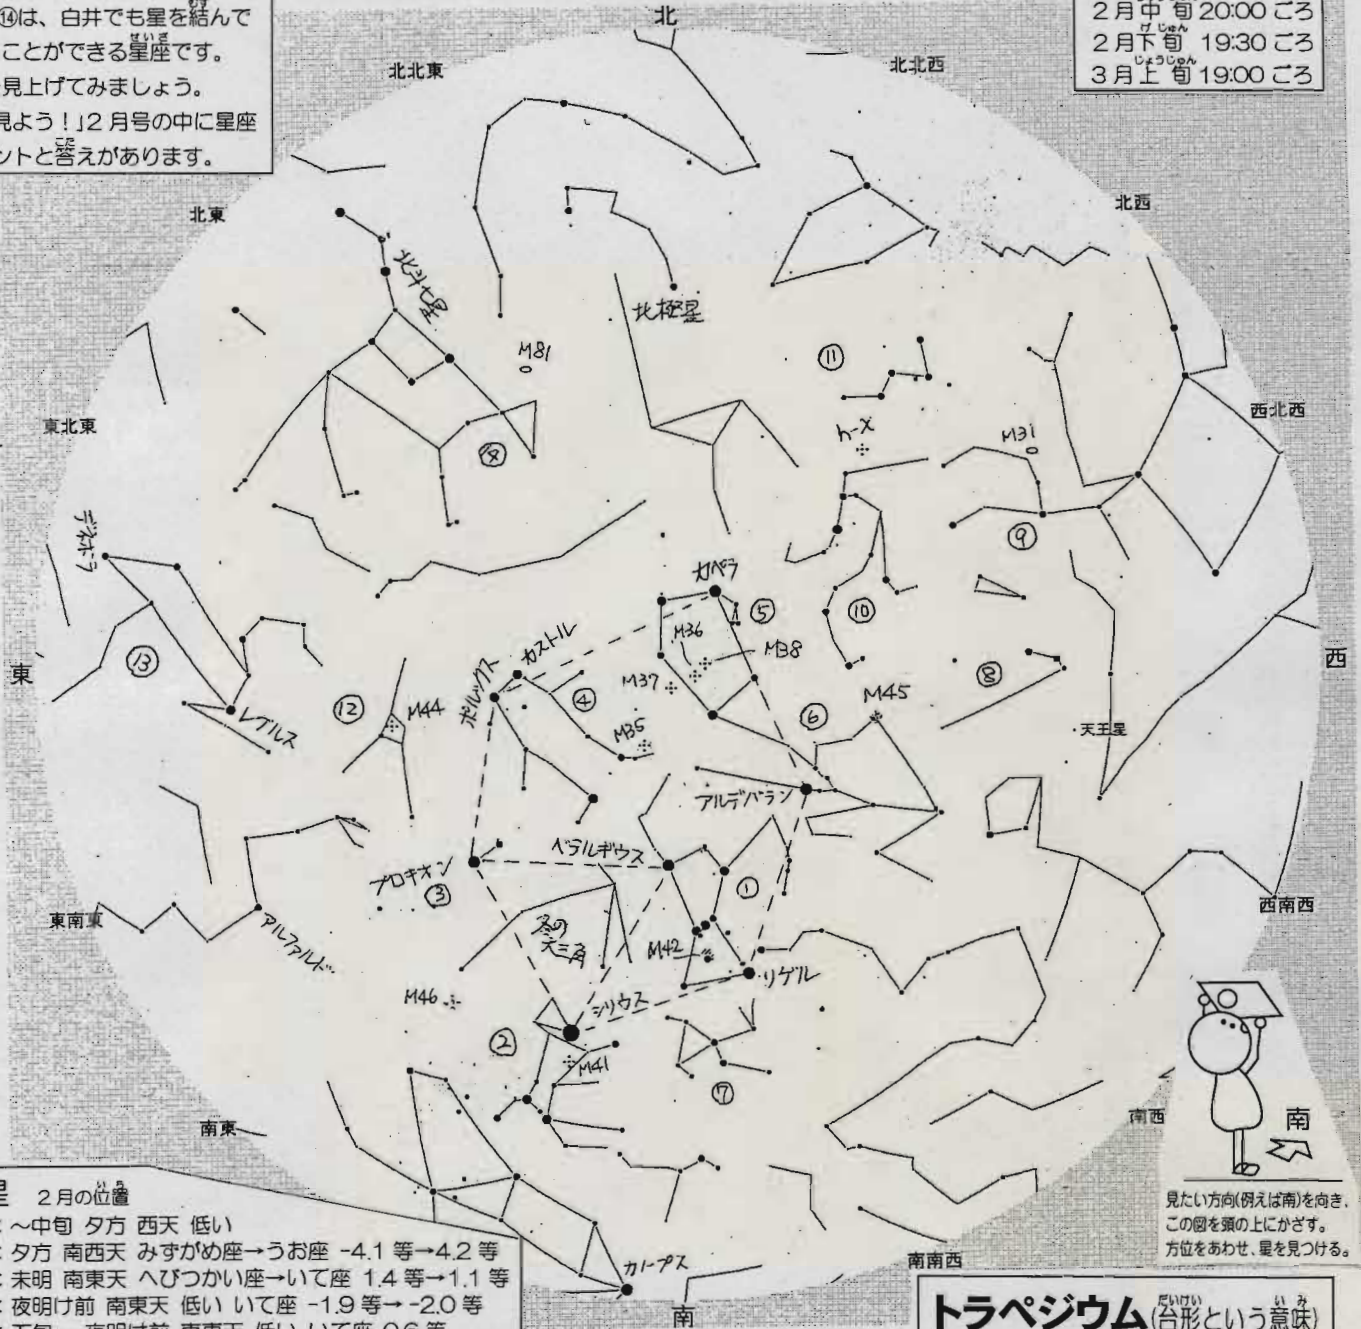 ⑭は、白井でも星を結んで
ことができる星座です。
見上げてみましょう。
見よう！」2月号の中に星座
ントと答えがあります。
2月中旬 20:00 ごろ
2月下旬 19:30 ごろ
3月上旬 19:00 ごろ
北
北北東
北北西
北東
北西
北斗七星
北極星
M81
⑪
東北東
西北西
h-χ
M31
⑭
⑨
デネボラ
カペラ
⑤
⑩
M36
M38
カストル
⑬
M37
⑧
東
西
ポルックス
④
M45
⑫
M44
⑥
レグルス
M35
天王星
アルデバラン
ベテルギウス
プロキオン
③
①
東南東
西南西
アルファルド
冬の
大三角
M42
リゲル
M46
シリウス
②
M41
⑦
南東
南西
南
見たい方向(例えば南)を向き、
この図を頭の上にかざす。
方位をあわせ、星を見つける。
星 2月の位置
:～中旬 夕方 西天 低い
: 夕方 南西天 みずがめ座→うお座 -4.1 等→4.2 等
: 未明 南東天 へびつかい座→いて座 1.4 等→1.1 等
: 夜明け前 南東天 低い いて座 -1.9 等→ -2.0 等
カノープス
南南西
南
トラペジウム(台形という意味)